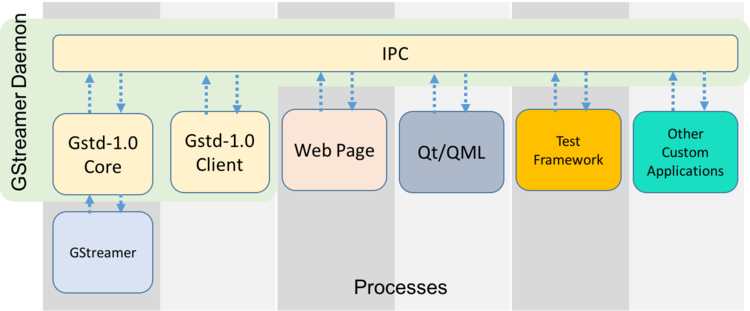 GStreamer Daemon
IPC
Gstd-1.0
Core
Gstd-1.0
Client
Web Page
Qt/QML
Test
Framework
Other
Custom
Applications
GStreamer
Processes